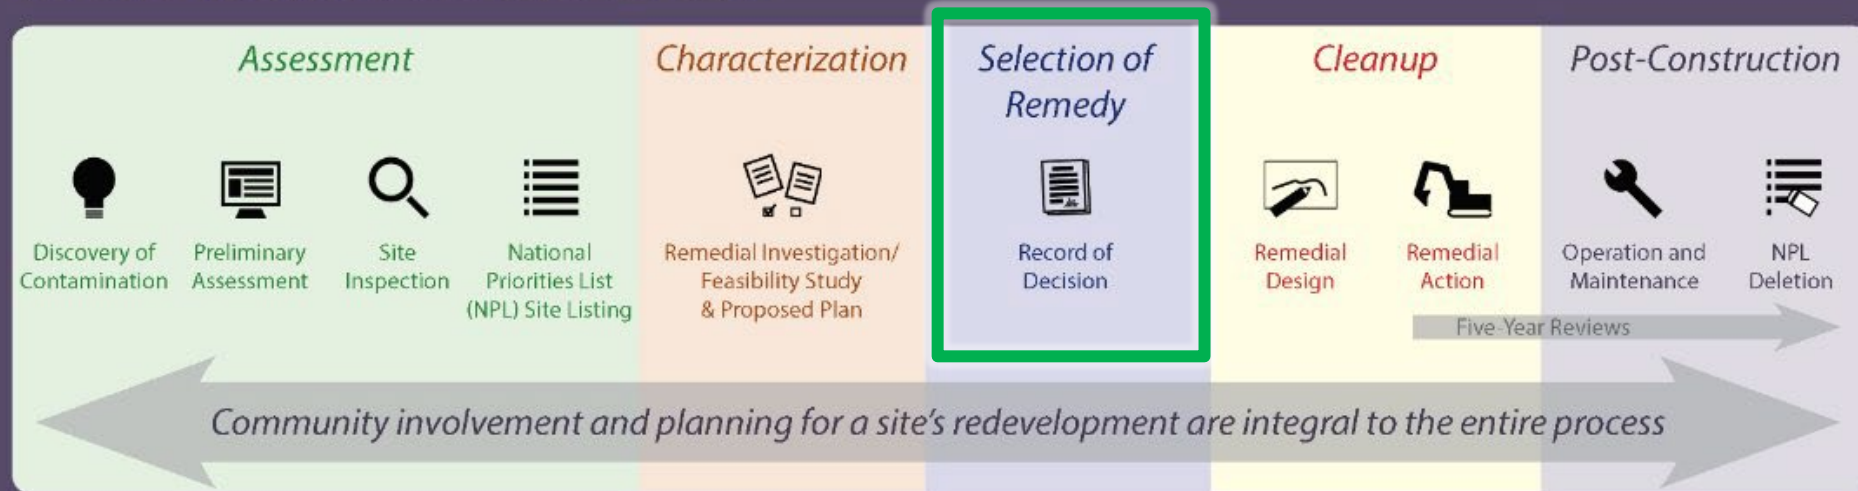 Assessment
Discovery of
Contamination
Preliminary
Assessment
Site
Inspection
National
Priorities List
(NPL) Site Listing
Characterization
Remedial Investigation/
Feasibility Study
& Proposed Plan
Selection of
Remedy
Record of
Decision
Cleanup
Remedial
Design
Remedial
Action
Post-Construction
Operation and
Maintenance
NPL
Deletion
Five-Year Reviews
Community involvement and planning for a site's redevelopment are integral to the entire process